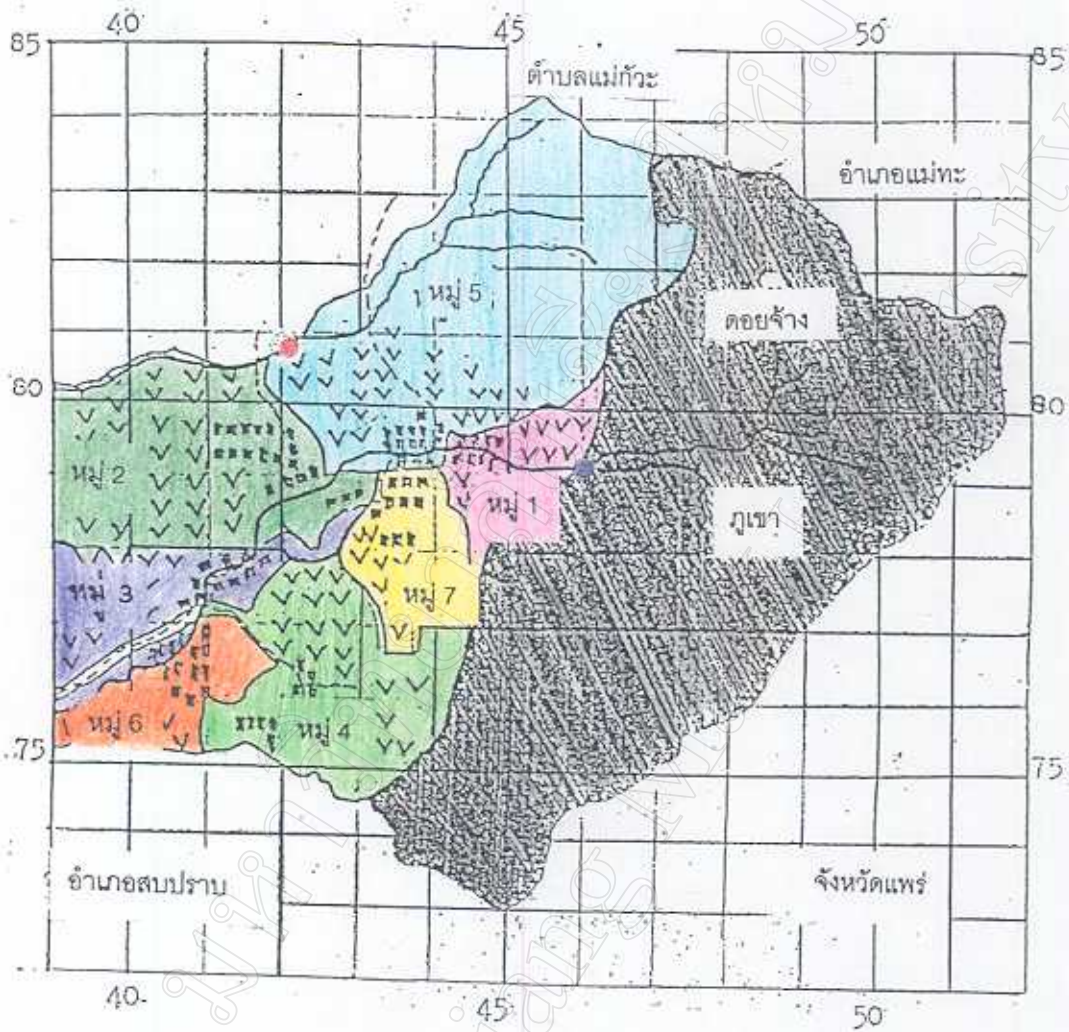 40 45 50
85 85
ตำบลแม่กัวะ
อำเภอแม่ทะ
หมู่ 5
ดอยจ้าง
80 80
หมู่ 2
หมู่ 1
ภูเขา
หมู่ 3
หมู่ 7
หมู่ 6
หมู่ 4
75 75
อำเภอสบปราบ
จังหวัดแพร่
40 45 50